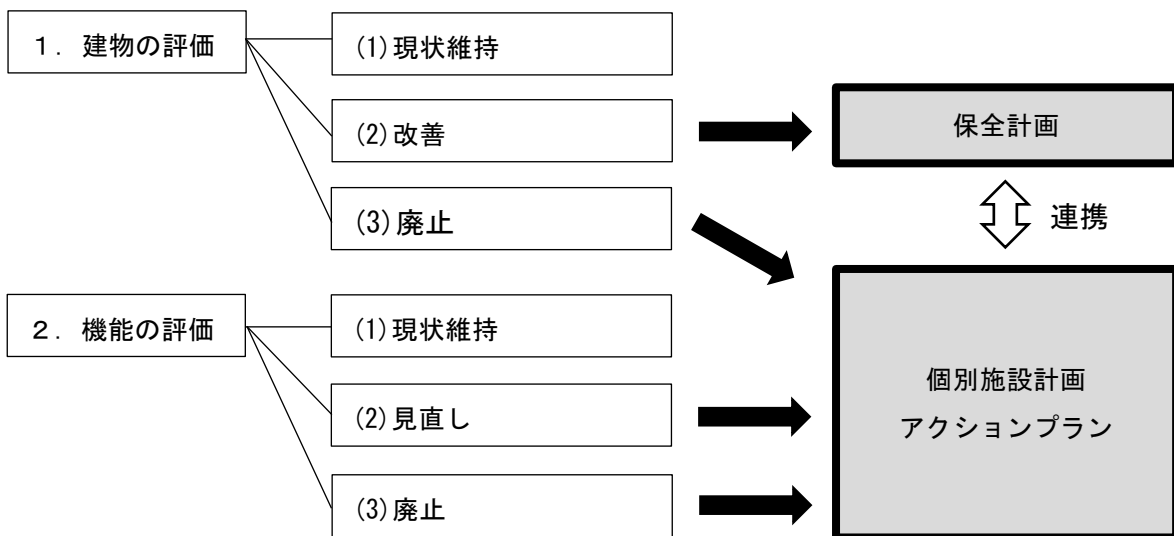 １．建物の評価
(1)現状維持
(2)改善
(3)廃止
保全計画
連携
２．機能の評価
(1)現状維持
(2)見直し
(3)廃止
個別施設計画
アクションプラン